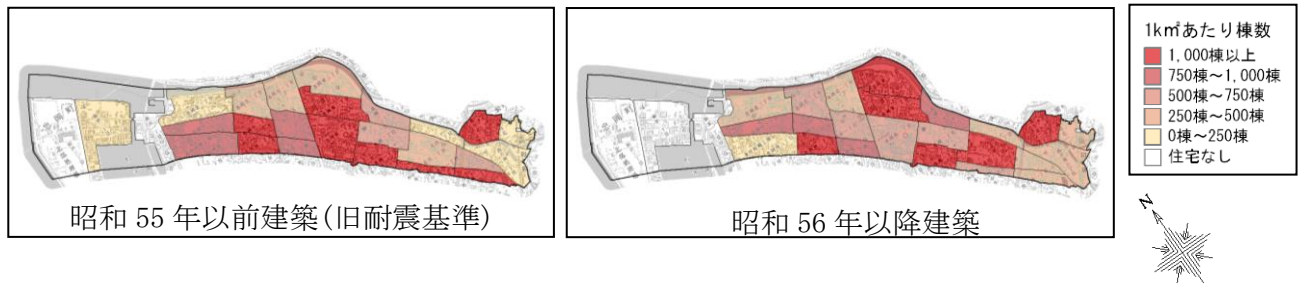 昭和 55 年以前建築(旧耐震基準)
昭和 56 年以降建築
1k㎡あたり棟数
1,000棟以上
750棟～1,000棟
500棟～750棟
250棟～500棟
0棟～250棟
住宅なし
N